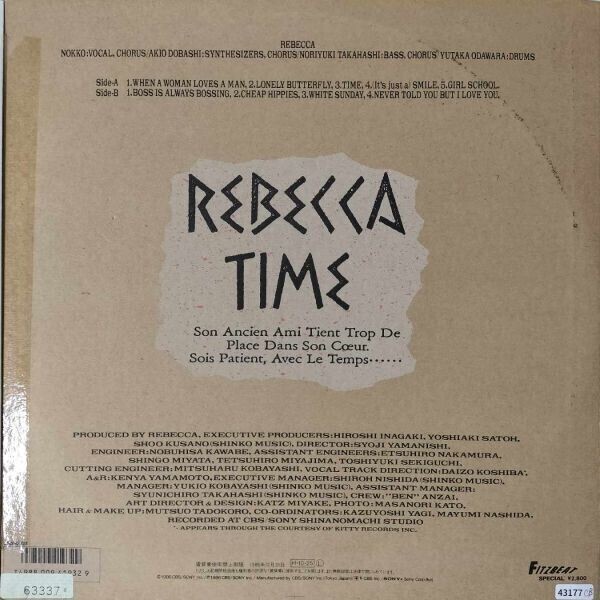 REBECCA
NOKKO:VOCAL, CHORUS/AKIO DOBASHI:SYNTHESIZERS, CHORUS/NORIYUKI TAKAHASHI:BASS, CHORUS YUTAKA ODAWARA:DRUMS
Side-A 1.WHEN A WOMAN LOVES A MAN, 2.LONELY BUTTERFLY, 3.TIME, 4.(It's just a) SMILE, 5.GIRL SCHOOL.
Side-B 1.BOSS IS ALWAYS BOSSING, 2.CHEAP HIPPIES, 3.WHITE SUNDAY, 4.NEVER TOLD YOU BUT I LOVE YOU.
REBECCA
TIME
Son Ancien Ami Tient Trop De
Place Dans Son Cœur.
Sois Patient, Avec Le Temps······
PRODUCED BY REBECCA, EXECUTIVE PRODUCERS:HIROSHI INAGAKI, YOSHIAKI SATOH,
SHOO KUSANO(SHINKO MUSIC), DIRECTOR:SYOJI YAMANISHI,
ENGINEER:NOBUHISA KAWABE, ASSISTANT ENGINEERS:ETSUHIRO NAKAMURA,
SHINGO MIYATA, TETSUHIRO MIYAJIMA, TOSHIYUKI SEKIGUCHI,
CUTTING ENGINEER:MITSUHARU KOBAYASHI, VOCAL TRACK DIRECTION:DAIZO KOSHIBA*,
A&R:KENYA YAMAMOTO, EXECUTIVE MANAGER:SHIROH NISHIDA(SHINKO MUSIC),
MANAGER:YUKIO KOBAYASHI(SHINKO MUSIC), ASSISTANT MANAGER:
SYUNICHIRO TAKAHASHI(SHINKO MUSIC), CREW:"BEN" ANZAI,
ART DIRECTOR & DESIGN:KATZ MIYAKE, PHOTO:MASANORI KATO,
HAIR & MAKE UP:MUTSUO TADOKORO, CO-ORDINATORS:KAZUYOSHI YAGI, MAYUMI NASHIDA,
RECORDED AT CBS/SONY SHINANOMACHI STUDIO
*-APPEARS THROUGH THE COURTESY OF KITTY RECORDS INC.
63337
FITZBEAT
SPECIAL ¥2,800
43177